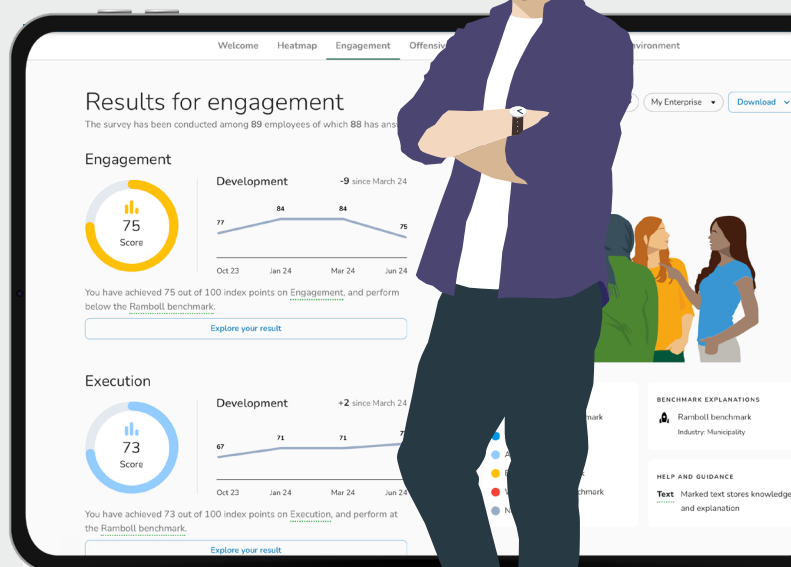 Welcome Heatmap Engagement
Results for engagement
My Enterprise Download
The survey has been conducted among 89 employees of which 88 has
Engagement
Development -9 since March 24
77 84 84 75
75
Score
Oct 23 Jan 24 Mar 24 Jun 24
You have achieved 75 out of 100 index points on Engagement, and perform
below the Ramboll benchmark.
Explore your result
Execution
Development +2 since March 24
67 71 71
73
Score
Oct 23 Jan 24 Mar 24 Jun 24
You have achieved 73 out of 100 index points on Execution, and perform at
the Ramboll benchmark.
Explore your result
BENCHMARK EXPLANATIONS
Ramboll benchmark
Industry: Municipality
HELP AND GUIDANCE
Text Marked text stores knowledge
and explanation